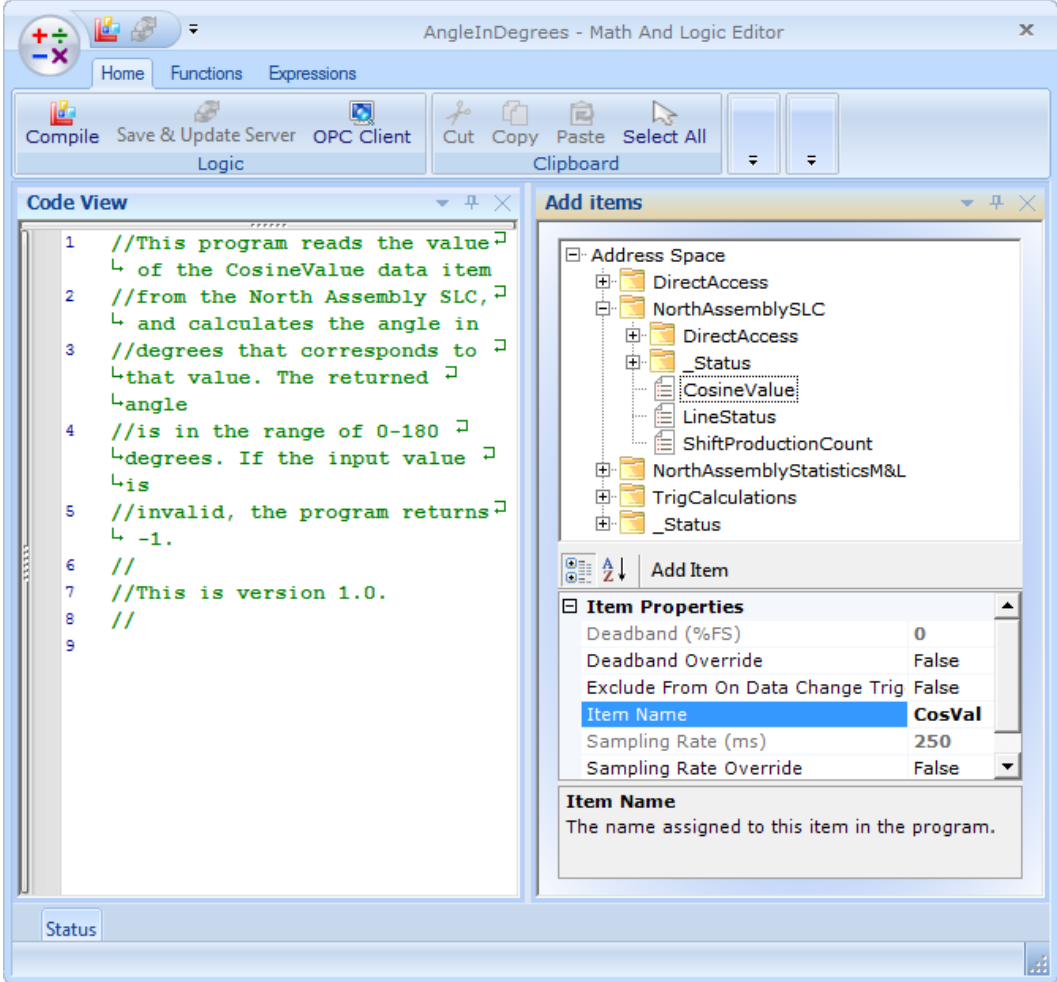 AngleInDegrees - Math And Logic Editor
Home Functions Expressions
Compile Save & Update Server OPC Client Cut Copy Paste Select All
Logic Clipboard
Code View
1 //This program reads the value
of the CosineValue data item
2 //from the North Assembly SLC,
and calculates the angle in
3 //degrees that corresponds to
that value. The returned
angle
4 //is in the range of 0-180
degrees. If the input value
is
5 //invalid, the program returns
-1.
6 //
7 //This is version 1.0.
8 //
9
Add items
Address Space
DirectAccess
NorthAssemblySLC
DirectAccess
_Status
CosineValue
LineStatus
ShiftProductionCount
NorthAssemblyStatisticsM&L
TrigCalculations
_Status
A Z Add Item
Item Properties
Deadband (%FS) 0
Deadband Override False
Exclude From On Data Change Trig False
Item Name CosVal
Sampling Rate (ms) 250
Sampling Rate Override False
Item Name
The name assigned to this item in the program.
Status